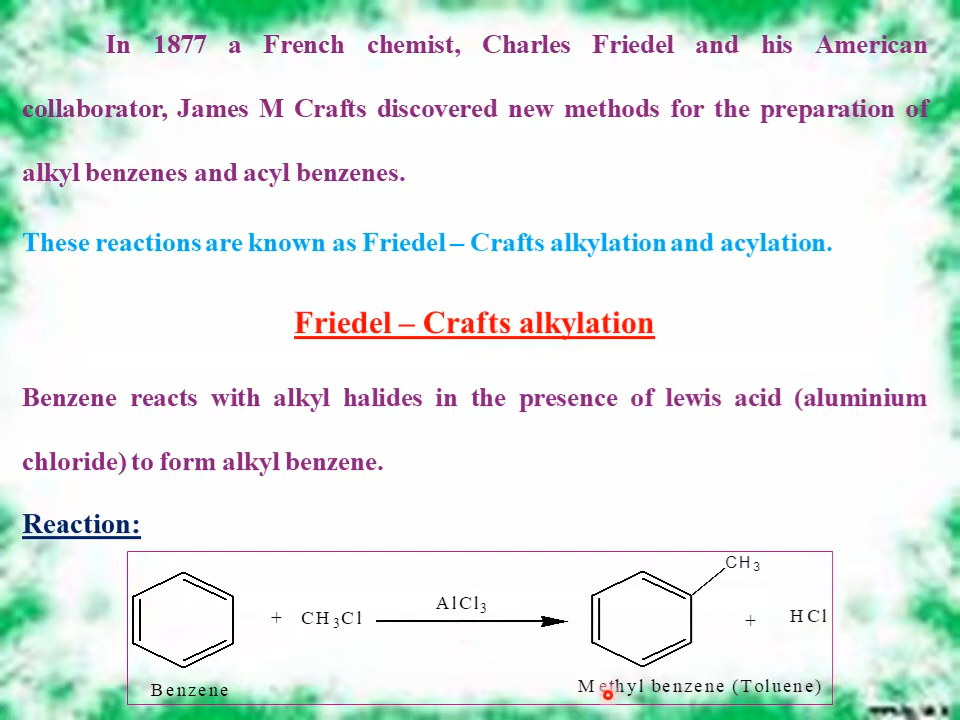 In 1877 a French chemist, Charles Friedel and his American
collaborator, James M Crafts discovered new methods for the preparation of
alkyl benzenes and acyl benzenes.
These reactions are known as Friedel – Crafts alkylation and acylation.
Friedel – Crafts alkylation
Benzene reacts with alkyl halides in the presence of lewis acid (aluminium
chloride) to form alkyl benzene.
Reaction:
CH3
+ CH3Cl AlCl3 + HCl
Benzene Methyl benzene (Toluene)